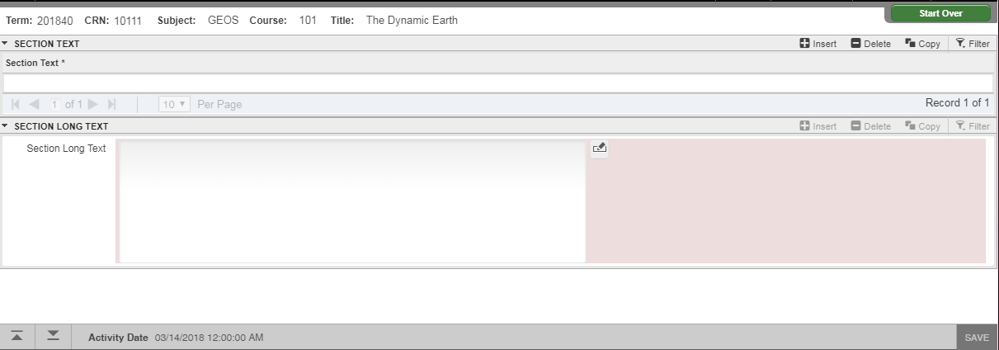 Start Over
Term: 201840 CRN: 10111 Subject: GEOS Course: 101 Title: The Dynamic Earth
SECTION TEXT Insert Delete Copy Filter
Section Text *
1 of 1 10 Per Page Record 1 of 1
SECTION LONG TEXT Insert Delete Copy Filter
Section Long Text
Activity Date 03/14/2018 12:00:00 AM SAVE